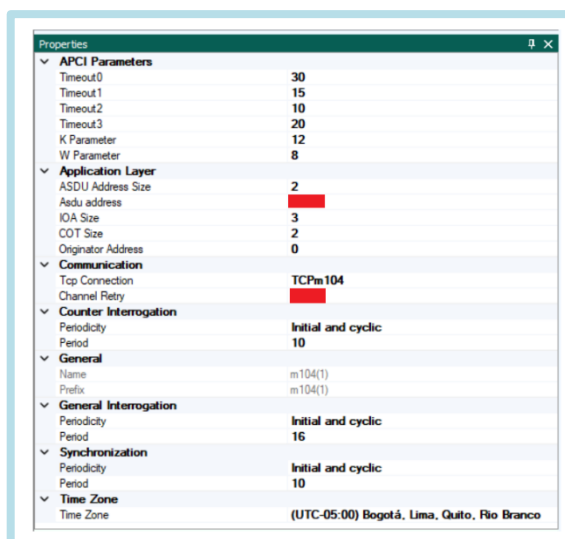 Properties
APCI Parameters
Timeout0 30
Timeout1 15
Timeout2 10
Timeout3 20
K Parameter 12
W Parameter 8
Application Layer
ASDU Address Size 2
Asdu address
IOA Size 3
COT Size 2
Originator Address 0
Communication
Tcp Connection TCPm104
Channel Retry
Counter Interrogation
Periodicity Initial and cyclic
Period 10
General
Name m104(1)
Prefix m104(1)
General Interrogation
Periodicity Initial and cyclic
Period 16
Synchronization
Periodicity Initial and cyclic
Period 10
Time Zone
Time Zone (UTC-05:00) Bogotá, Lima, Quito, Rio Branco